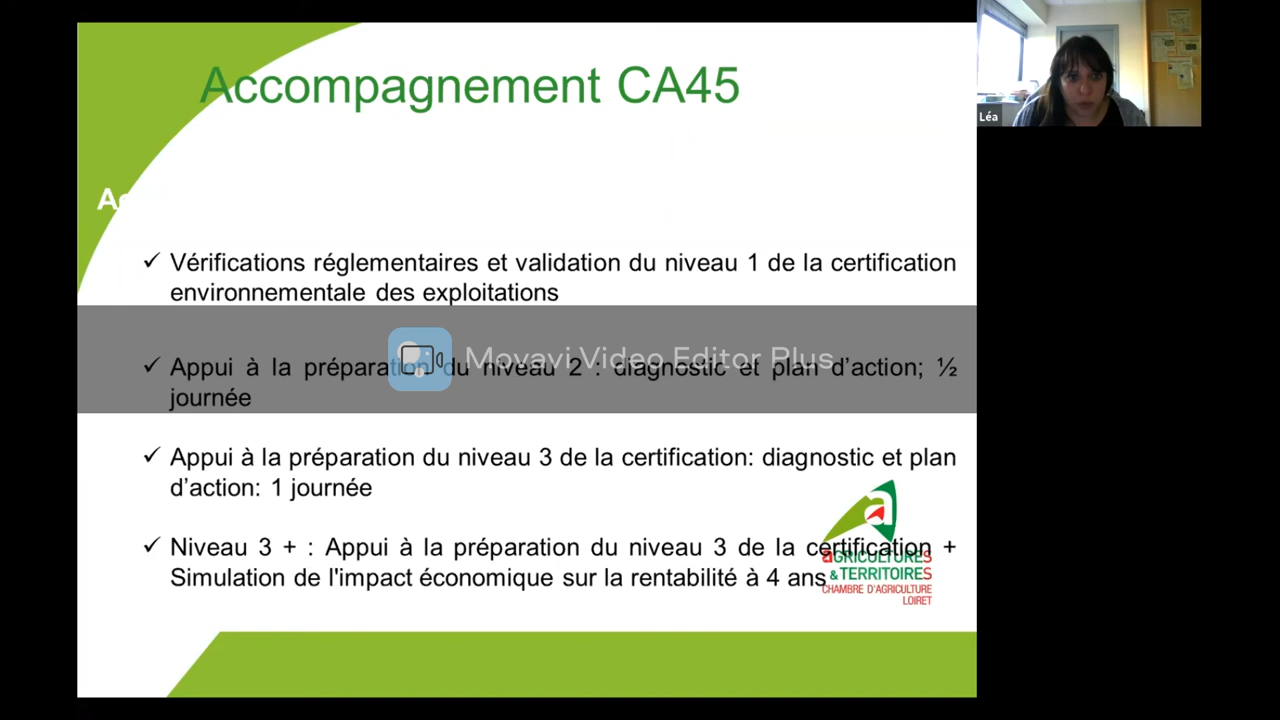 Accompagnement CA45
Léa
Vérifications réglementaires et validation du niveau 1 de la certification
environnementale des exploitations
Movavi Video Editor Plus
Appui à la préparation du niveau 2 : diagnostic et plan d'action; ½
journée
Appui à la préparation du niveau 3 de la certification: diagnostic et plan
d'action: 1 journée
Niveau 3 + : Appui à la préparation du niveau 3 de la certification +
Simulation de l'impact économique sur la rentabilité à 4 ans
aGRICULTURES
&TERRITOIRES
CHAMBRE D'AGRICULTURE
LOIRET